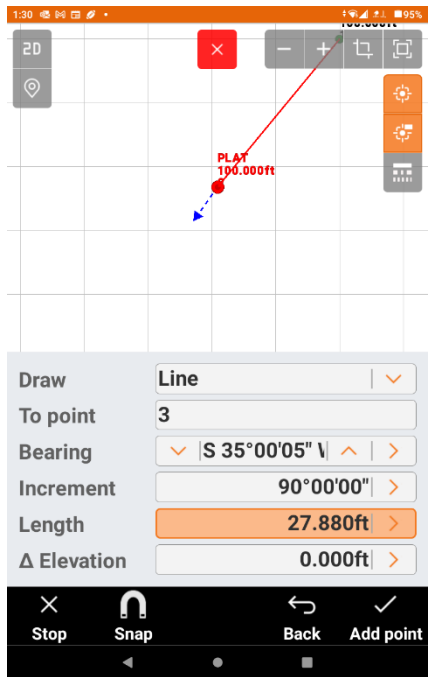 1:30
95%
2D
PLAT
100.000ft
Draw
Line
To point
3
Bearing
S 35°00'05" W
Increment
90°00'00"
Length
27.880ft
Δ Elevation
0.000ft
Stop
Snap
Back
Add point